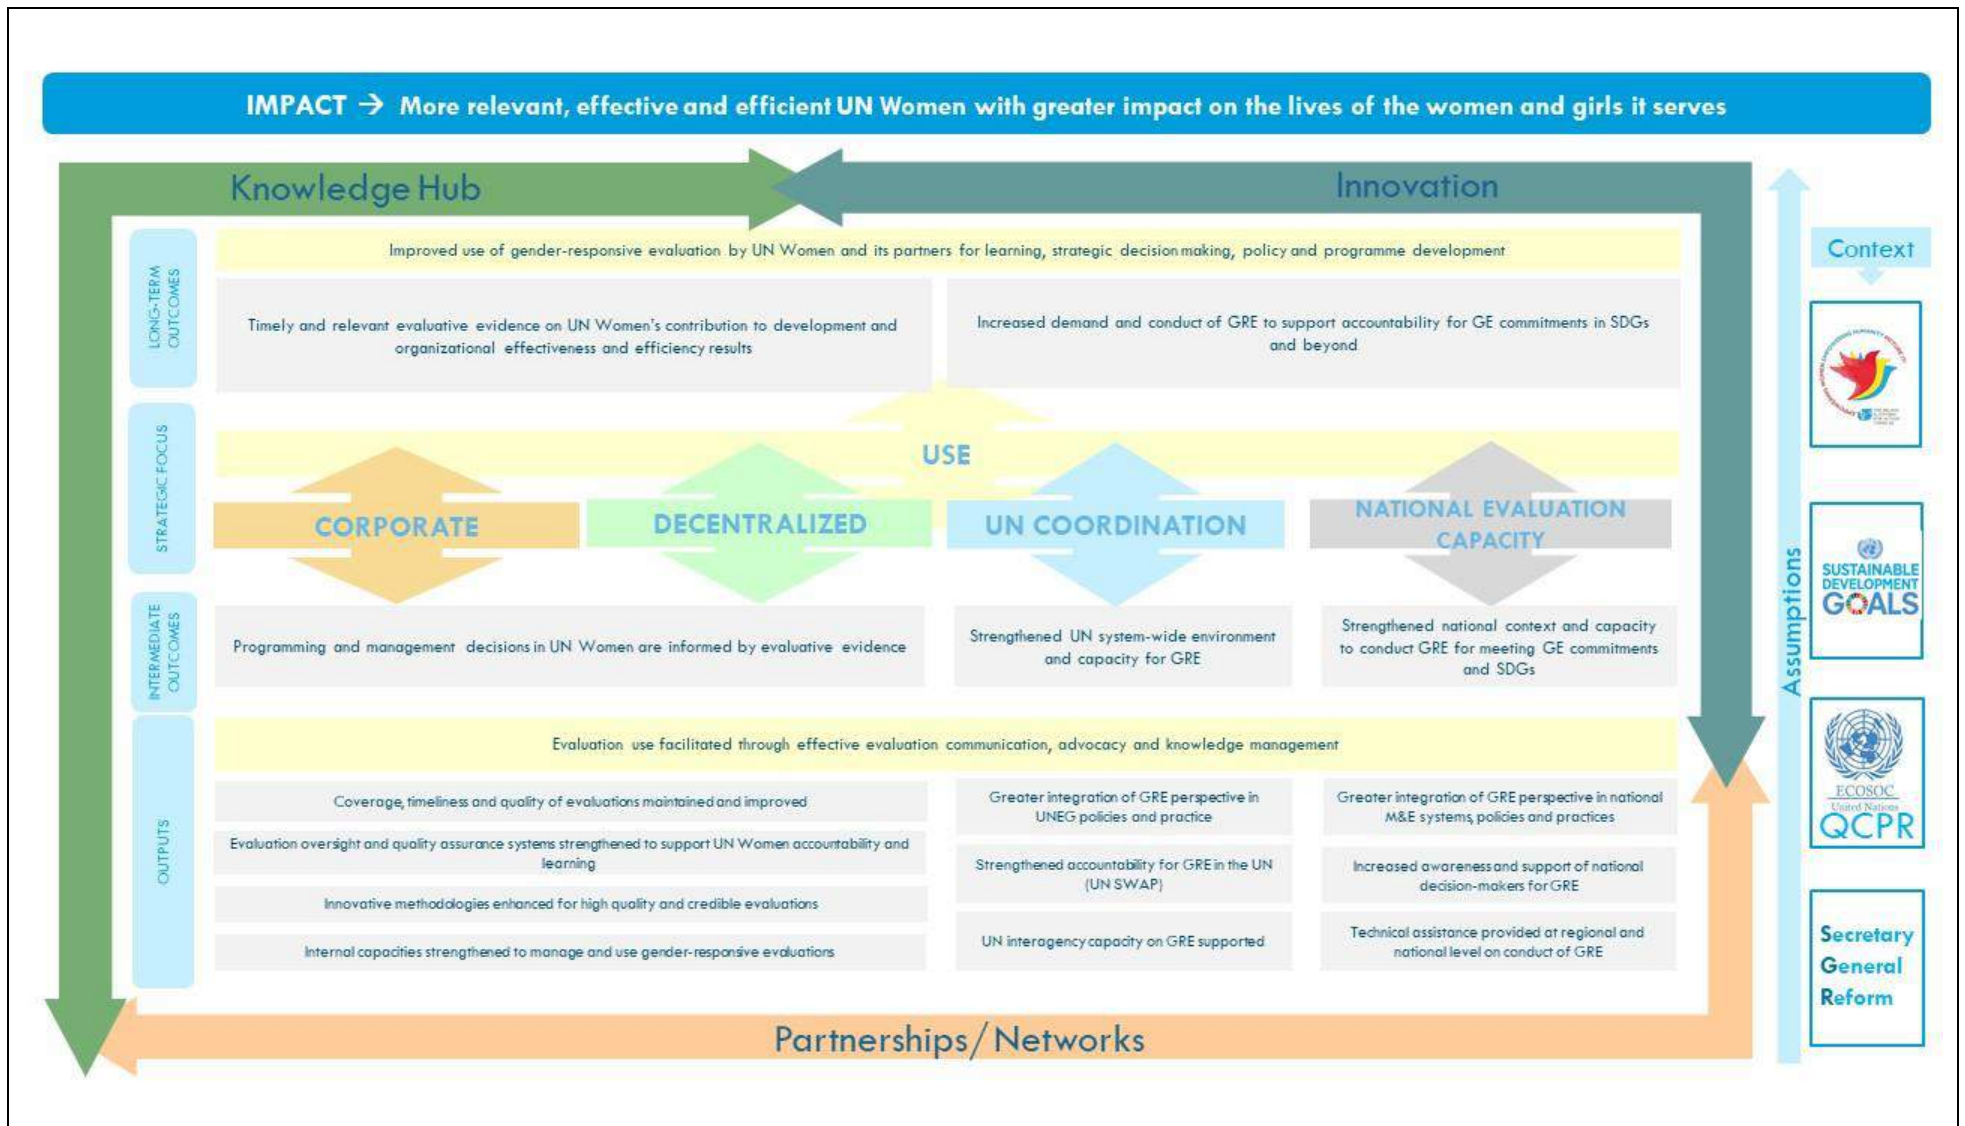 IMPACT → More relevant, effective and efficient UN Women with greater impact on the lives of the women and girls it serves
Knowledge Hub
Innovation
LONG-TERM
OUTCOMES
Improved use of gender-responsive evaluation by UN Women and its partners for learning, strategic decision making, policy and programme development
Timely and relevant evaluative evidence on UN Women's contribution to development and
organizational effectiveness and efficiency results
Increased demand and conduct of GRE to support accountability for GE commitments in SDGs
and beyond
STRATEGIC FOCUS
USE
CORPORATE
DECENTRALIZED
UN COORDINATION
NATIONAL EVALUATION
CAPACITY
INTERMEDIATE
OUTCOMES
Programming and management decisions in UN Women are informed by evaluative evidence
Strengthened UN system-wide environment
and capacity for GRE
Strengthened national context and capacity
to conduct GRE for meeting GE commitments
and SDGs
OUTPUTS
Evaluation use facilitated through effective evaluation communication, advocacy and knowledge management
Coverage, timeliness and quality of evaluations maintained and improved
Evaluation oversight and quality assurance systems strengthened to support UN Women accountability and
learning
Innovative methodologies enhanced for high quality and credible evaluations
Internal capacities strengthened to manage and use gender-responsive evaluations
Greater integration of GRE perspective in
UNEG policies and practice
Strengthened accountability for GRE in the UN
(UN SWAP)
UN interagency capacity on GRE supported
Greater integration of GRE perspective in national
M&E systems, policies and practices
Increased awareness and support of national
decision-makers for GRE
Technical assistance provided at regional and
national level on conduct of GRE
Partnerships/Networks
Assumptions
Context
SUSTAINABLE
DEVELOPMENT
GOALS
ECOSOC
United Nations
QCPR
Secretary
General
Reform